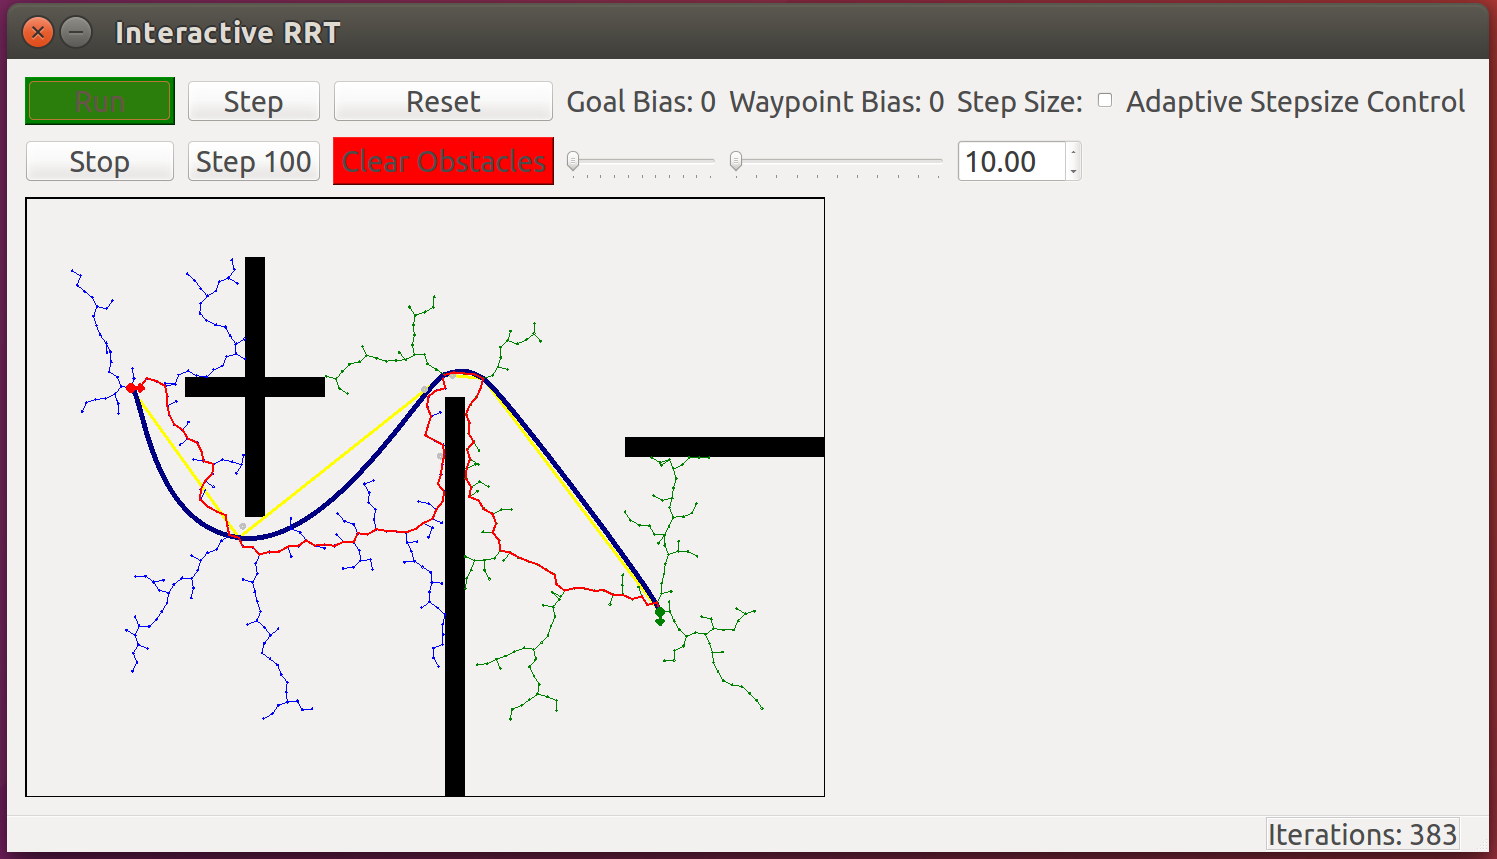 Interactive RRT
Run Step Reset Goal Bias: 0 Waypoint Bias: 0 Step Size: Adaptive Stepsize Control
Stop Step 100 Clear Obstacles 10.00
Iterations: 383